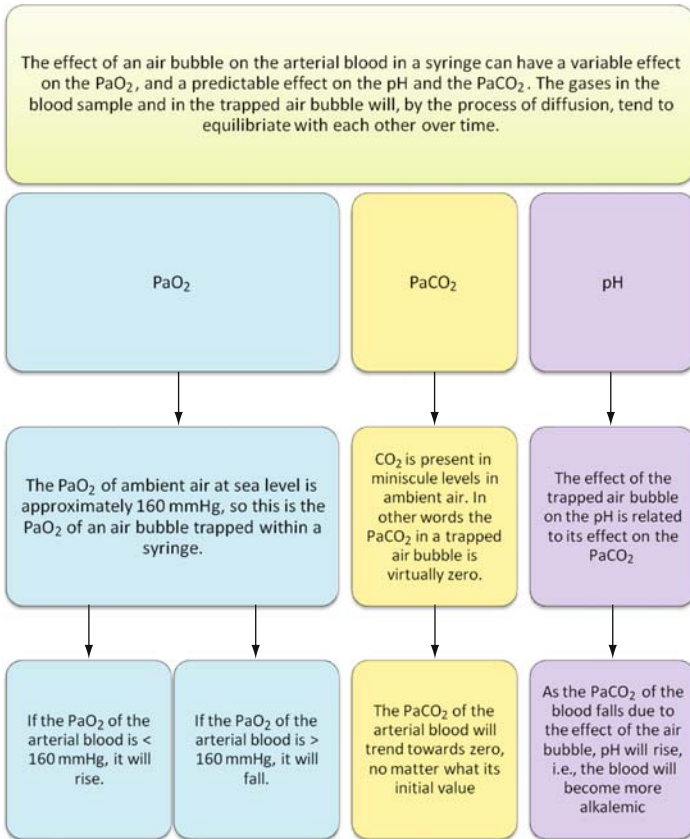 The effect of an air bubble on the arterial blood in a syringe can have a variable effect
on the PaO₂, and a predictable effect on the pH and the PaCO₂. The gases in the
blood sample and in the trapped air bubble will, by the process of diffusion, tend to
equilibriate with each other over time.
PaO₂
PaCO₂
pH
The PaO₂ of ambient air at sea level is
approximately 160 mmHg, so this is the
PaO₂ of an air bubble trapped within a
syringe.
CO₂ is present in
miniscule levels in
ambient air. In
other words the
PaCO₂ in a trapped
air bubble is
virtually zero.
The effect of the
trapped air bubble
on the pH is related
to its effect on the
PaCO₂
If the PaO₂ of the
arterial blood is <
160 mmHg, it will
rise.
If the PaO₂ of the
arterial blood is >
160 mmHg, it will
fall.
The PaCO₂ of the
arterial blood will
trend towards zero,
no matter what its
initial value
As the PaCO₂ of the
blood falls due to
the effect of the air
bubble, pH will rise,
i.e., the blood will
become more
alkalemic